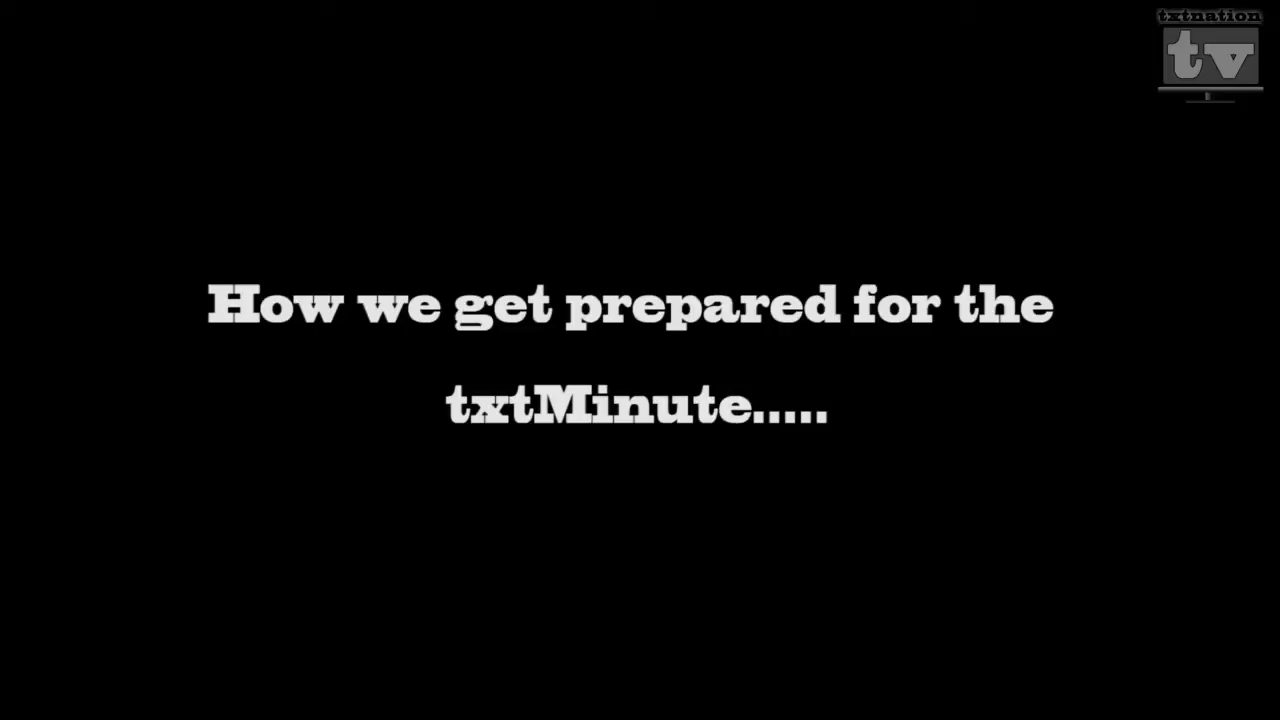 txtnation
tv
How we get prepared for the
txtMinute.....